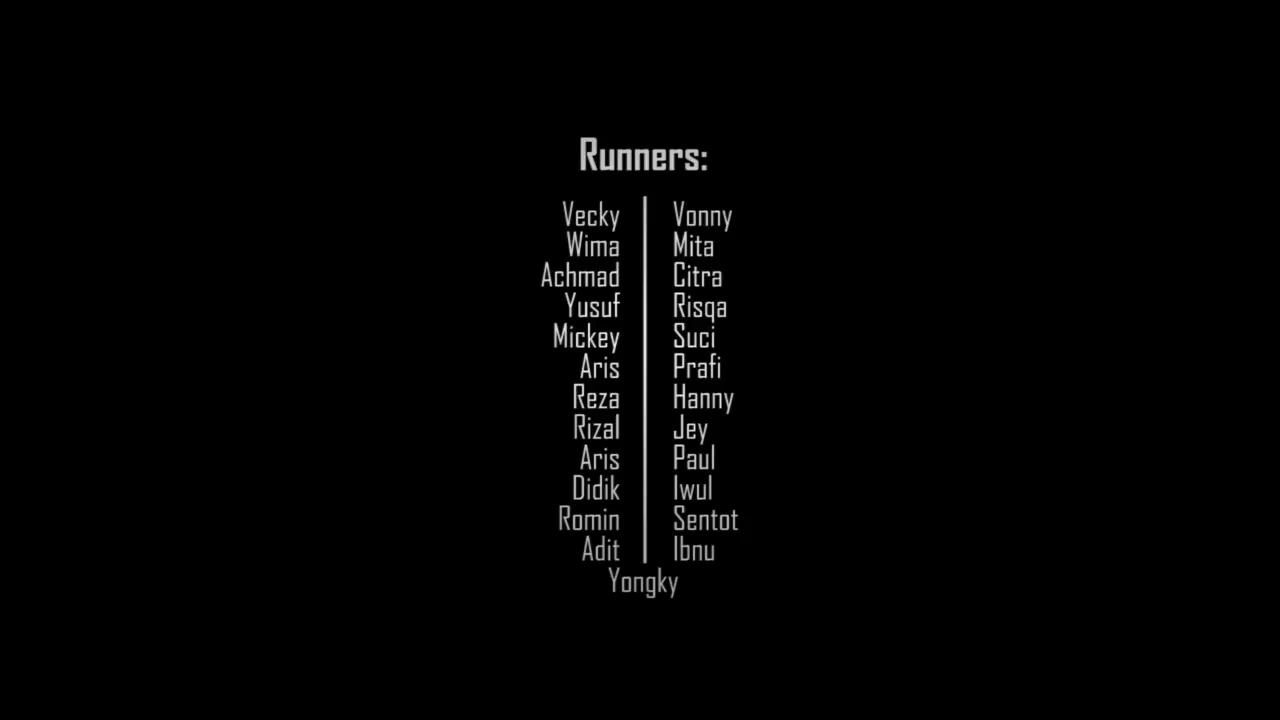 Runners:
Vecky Vonny
Wima Mita
Achmad Citra
Yusuf Risqa
Mickey Suci
Aris Prafi
Reza Hanny
Rizal Jey
Aris Paul
Didik Iwul
Romin Sentot
Adit Ibnu
Yongky